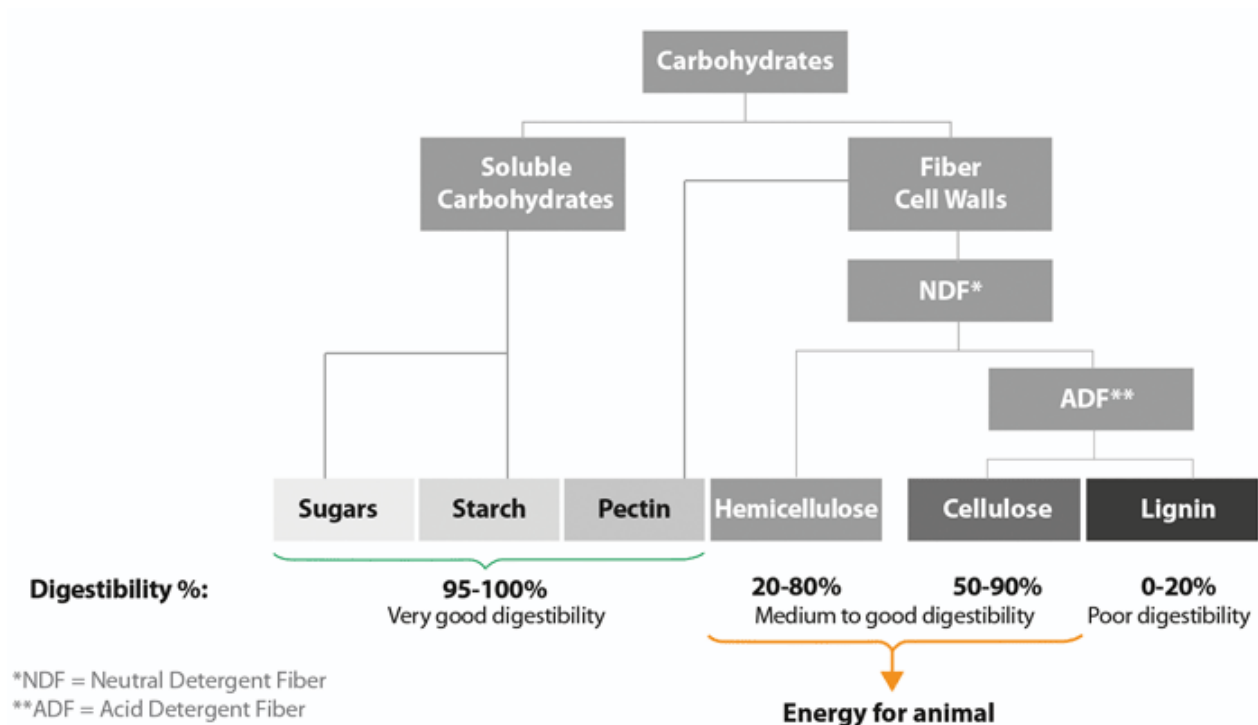 Carbohydrates
Soluble
Carbohydrates
Fiber
Cell Walls
NDF*
ADF**
Sugars
Starch
Pectin
Hemicellulose
Cellulose
Lignin
Digestibility %:
95-100%
Very good digestibility
20-80%
50-90%
Medium to good digestibility
0-20%
Poor digestibility
*NDF = Neutral Detergent Fiber
**ADF = Acid Detergent Fiber
Energy for animal